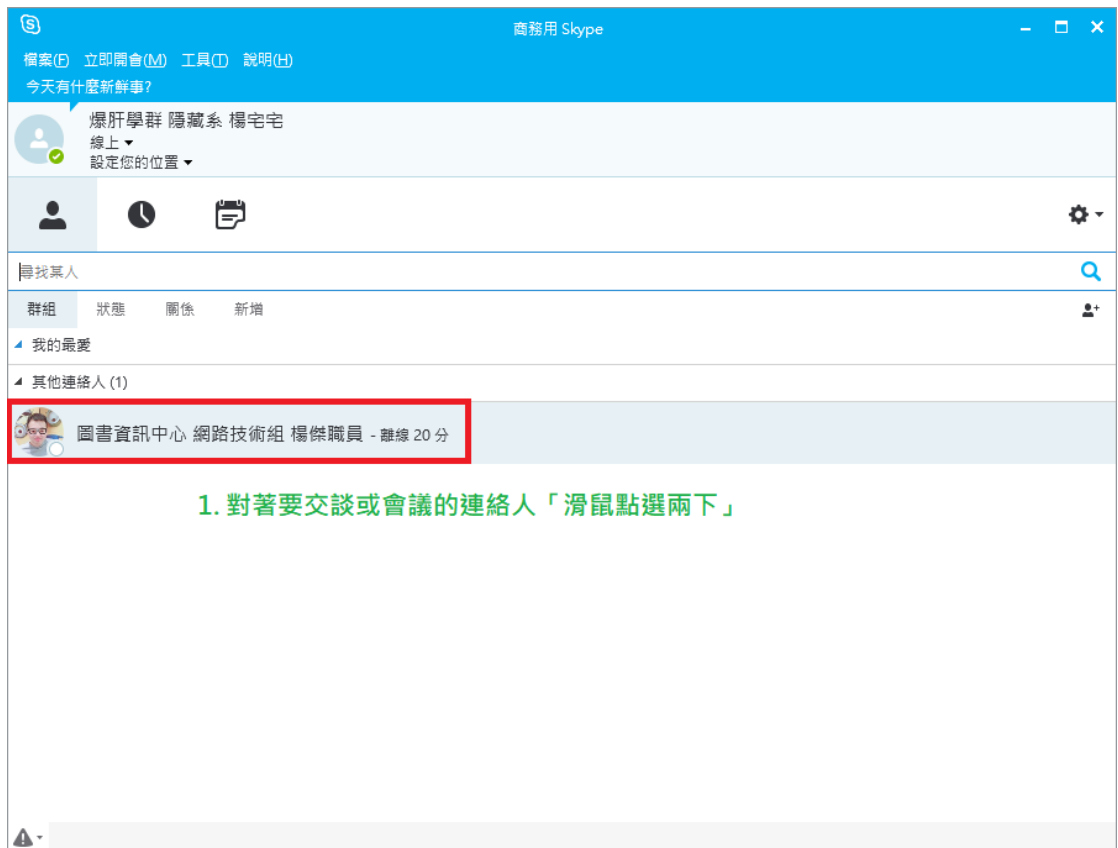 商務用 Skype
檔案(F) 立即開會(M) 工具(T) 說明(H)
今天有什麼新鮮事?
爆肝學群 隱藏系 楊宅宅
線上
設定您的位置
尋找某人
群組 狀態 關係 新增
我的最愛
其他連絡人 (1)
圖書資訊中心 網路技術組 楊傑職員 - 離線 20 分
1. 對著要交談或會議的連絡人「滑鼠點選兩下」